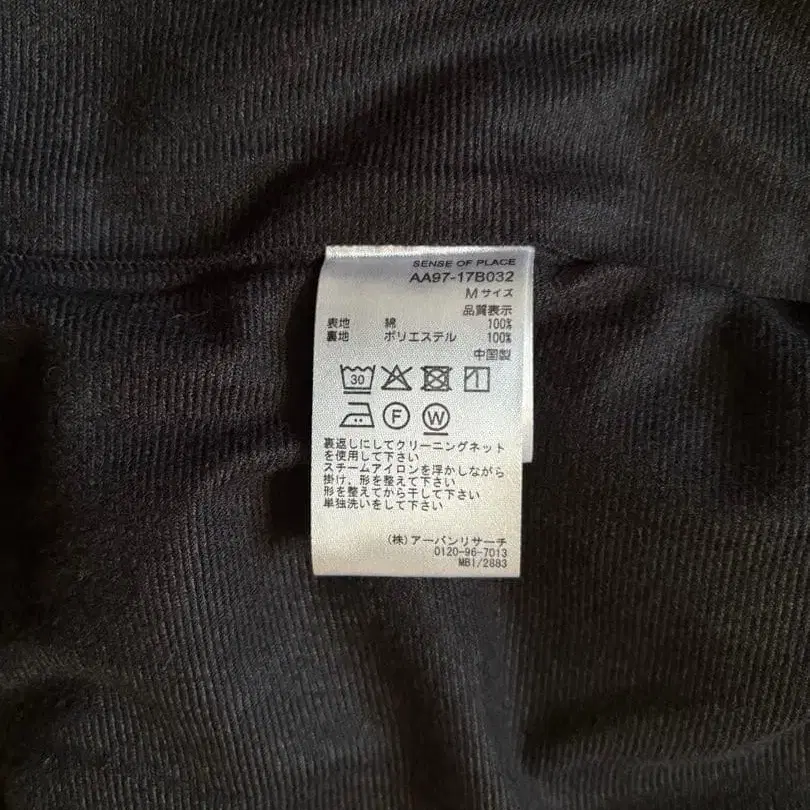 SENSE OF PLACE
AA97-17B032
Mサイズ
品質表示
表地 綿 100%
裏地 ポリエステル 100%
中国製
30
F W
裏返しにしてクリーニングネット
を使用して下さい
スチームアイロンを浮かしながら
掛け、形を整えて下さい
形を整えてから干して下さい
単独洗いをして下さい
(株)アーバンリサーチ
0120-96-7013
MBI/2883